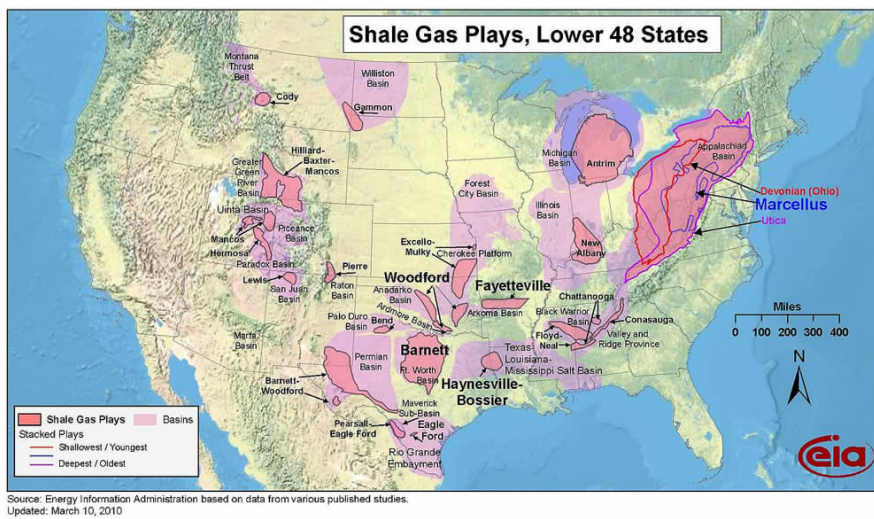 Shale Gas Plays, Lower 48 States
Montana
Thrust
Belt
Cody
Williston
Basin
Gammon
Hilliard-
Baxter-
Mancos
Greater
Green
River
Basin
Uinta Basin
Mancos
Piceance
Basin
Hermosa
Paradox Basin
Lewis
San Juan
Basin
Pierre
Raton
Basin
Michigan
Basin
Antrim
Appalachian
Basin
Devonian (Ohio)
Marcellus
Utica
Forest
City Basin
Illinois
Basin
New
Albany
Excello-
Mulky
Cherokee Platform
Woodford
Anadarko
Basin
Ardmore Basin
Fayetteville
Arkoma Basin
Palo Duro
Basin
Bend
Chattanooga
Black Warrior
Basin
Conasauga
Floyd-
Neal
Valley and
Ridge Province
Marfa
Basin
Permian
Basin
Barnett
Ft. Worth
Basin
Texas-
Louisiana-
Mississippi Salt Basin
Haynesville-
Bossier
Barnett-
Woodford
Maverick
Sub-Basin
Pearsall-
Eagle Ford
Eagle
Ford
Rio Grande
Embayment
Miles
0 100 200 300 400
N
Shale Gas Plays
Basins
Stacked Plays
Shallowest / Youngest
Deepest / Oldest
eia
Source: Energy Information Administration based on data from various published studies.
Updated: March 10, 2010